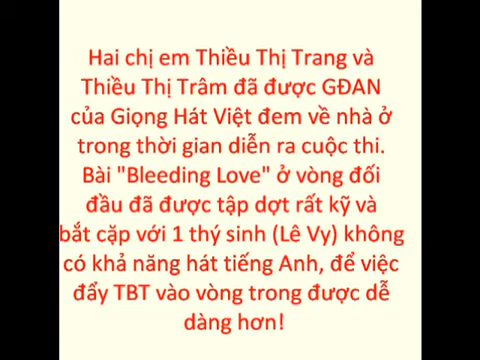 Hai chị em Thiều Thị Trang và
Thiều Thị Trâm đã được GĐAN
của Giọng Hát Việt đem về nhà ở
trong thời gian diễn ra cuộc thi.
Bài "Bleeding Love" ở vòng đối
đầu đã được tập dợt rất kỹ và
bắt cặp với 1 thý sinh (Lê Vy) không
có khả năng hát tiếng Anh, để việc
đẩy TBT vào vòng trong được dễ
dàng hơn!